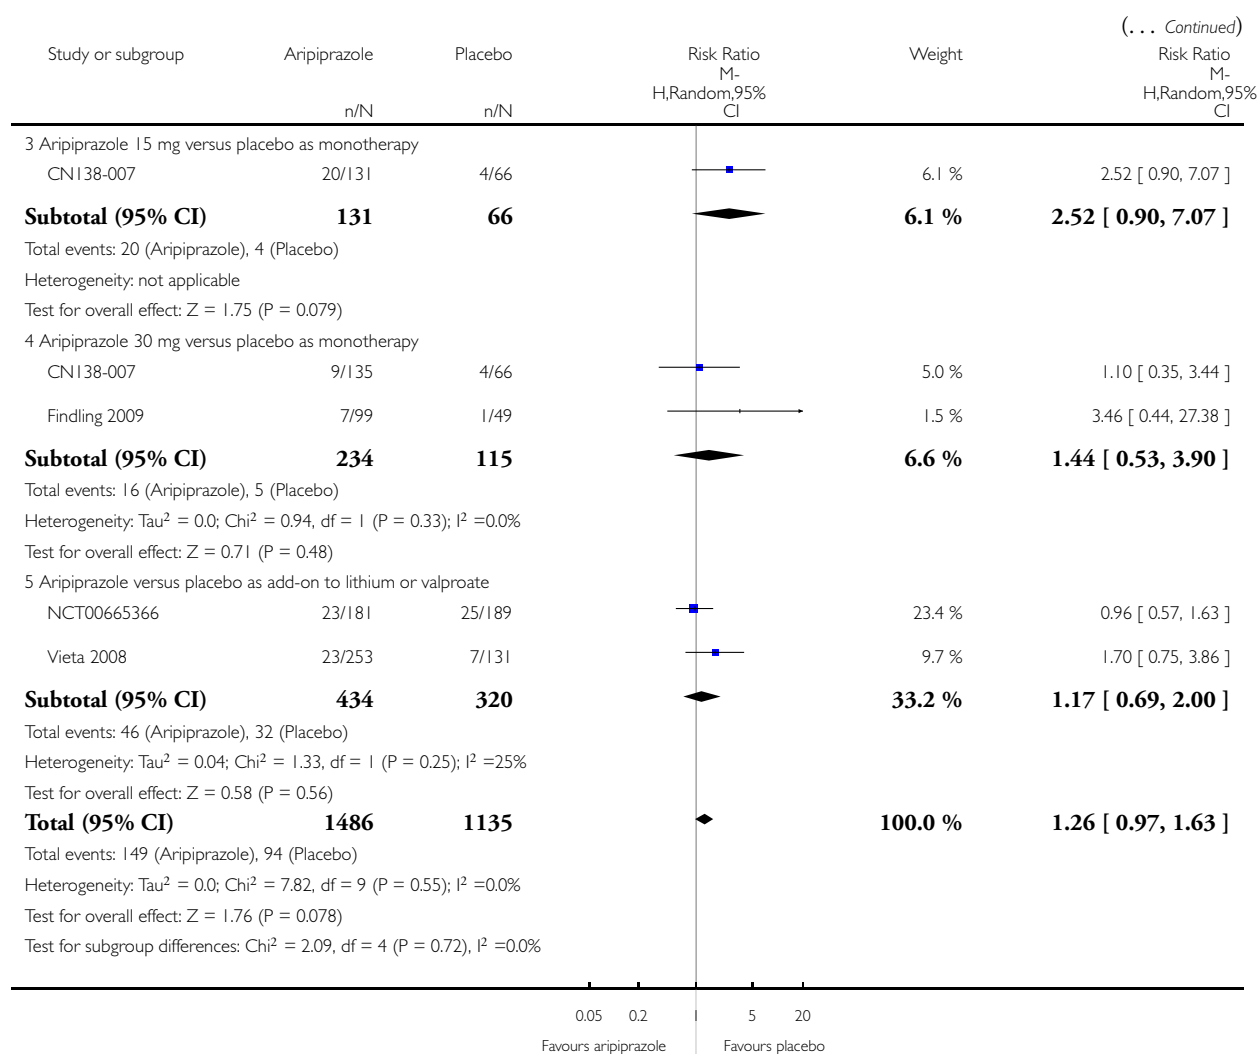 (... Continued)
Study or subgroup Aripiprazole Placebo Risk Ratio Weight Risk Ratio
M- M-
H,Random,95% H,Random,95%
n/N n/N CI CI
3 Aripiprazole 15 mg versus placebo as monotherapy
CN138-007 20/131 4/66 6.1 % 2.52 [ 0.90, 7.07 ]
Subtotal (95% CI) 131 66 6.1 % 2.52 [ 0.90, 7.07 ]
Total events: 20 (Aripiprazole), 4 (Placebo)
Heterogeneity: not applicable
Test for overall effect: Z = 1.75 (P = 0.079)
4 Aripiprazole 30 mg versus placebo as monotherapy
CN138-007 9/135 4/66 5.0 % 1.10 [ 0.35, 3.44 ]
Findling 2009 7/99 1/49 1.5 % 3.46 [ 0.44, 27.38 ]
Subtotal (95% CI) 234 115 6.6 % 1.44 [ 0.53, 3.90 ]
Total events: 16 (Aripiprazole), 5 (Placebo)
Heterogeneity: Tau² = 0.0; Chi² = 0.94, df = 1 (P = 0.33); I² =0.0%
Test for overall effect: Z = 0.71 (P = 0.48)
5 Aripiprazole versus placebo as add-on to lithium or valproate
NCT00665366 23/181 25/189 23.4 % 0.96 [ 0.57, 1.63 ]
Vieta 2008 23/253 7/131 9.7 % 1.70 [ 0.75, 3.86 ]
Subtotal (95% CI) 434 320 33.2 % 1.17 [ 0.69, 2.00 ]
Total events: 46 (Aripiprazole), 32 (Placebo)
Heterogeneity: Tau² = 0.04; Chi² = 1.33, df = 1 (P = 0.25); I² =25%
Test for overall effect: Z = 0.58 (P = 0.56)
Total (95% CI) 1486 1135 100.0 % 1.26 [ 0.97, 1.63 ]
Total events: 149 (Aripiprazole), 94 (Placebo)
Heterogeneity: Tau² = 0.0; Chi² = 7.82, df = 9 (P = 0.55); I² =0.0%
Test for overall effect: Z = 1.76 (P = 0.078)
Test for subgroup differences: Chi² = 2.09, df = 4 (P = 0.72), I² =0.0%
0.05 0.2 1 5 20
Favours aripiprazole Favours placebo